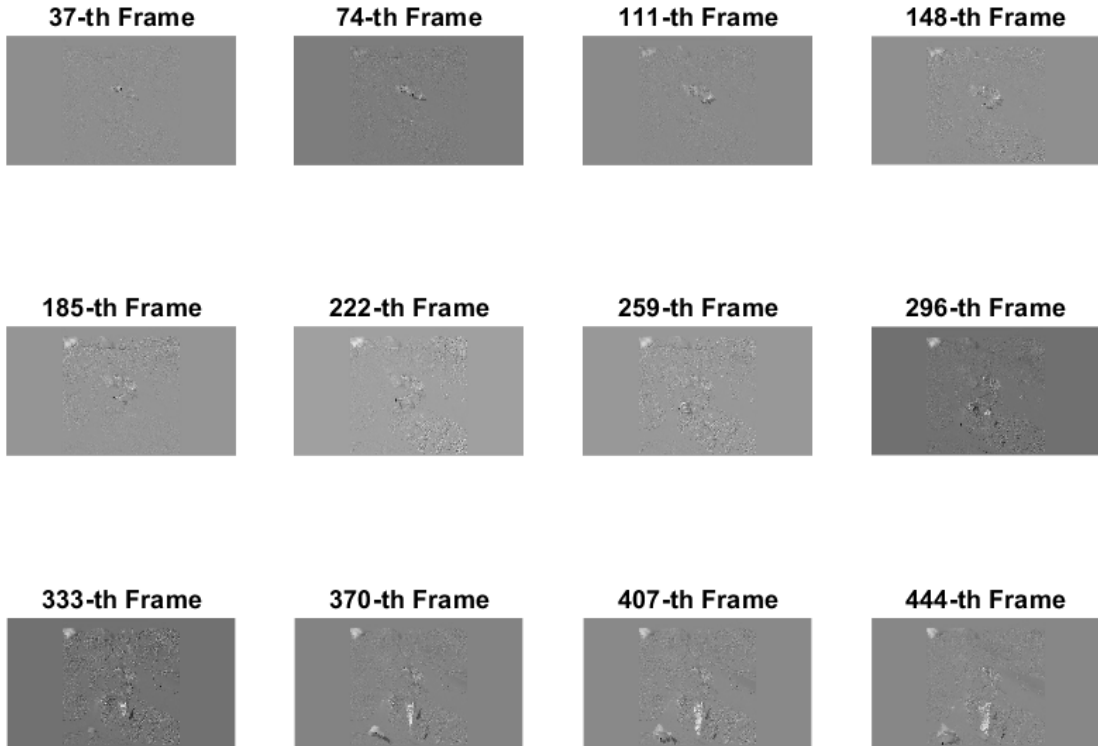 37-th Frame
74-th Frame
111-th Frame
148-th Frame
185-th Frame
222-th Frame
259-th Frame
296-th Frame
333-th Frame
370-th Frame
407-th Frame
444-th Frame